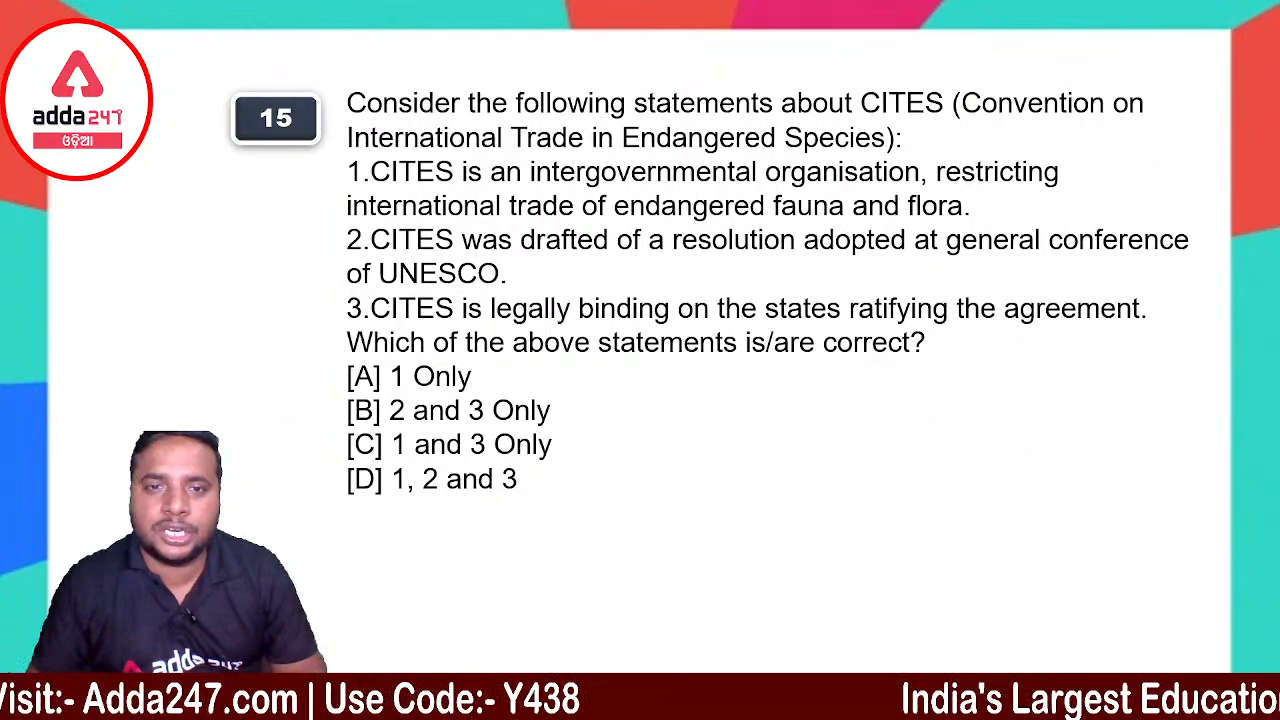 adda247
ଓଡ଼ିଆ
15
Consider the following statements about CITES (Convention on
International Trade in Endangered Species):
1.CITES is an intergovernmental organisation, restricting
international trade of endangered fauna and flora.
2.CITES was drafted of a resolution adopted at general conference
of UNESCO.
3.CITES is legally binding on the states ratifying the agreement.
Which of the above statements is/are correct?
[A] 1 Only
[B] 2 and 3 Only
[C] 1 and 3 Only
[D] 1, 2 and 3
adda247
Visit:- Adda247.com | Use Code:- Y438 India's Largest Educatio